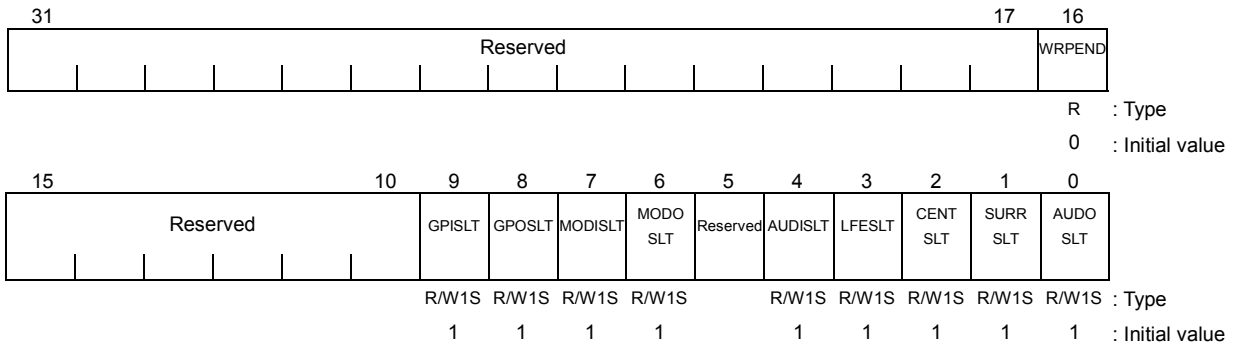 31 17 16
Reserved WRPEND
R : Type
0 : Initial value
15 10 9 8 7 6 5 4 3 2 1 0
Reserved GPISLT GPOSLT MODISLT MODO SLT Reserved AUDISLT LFESLT CENT SLT SURR SLT AUDO SLT
R/W1S R/W1S R/W1S R/W1S R/W1S R/W1S R/W1S R/W1S R/W1S : Type
1 1 1 1 1 1 1 1 1 : Initial value